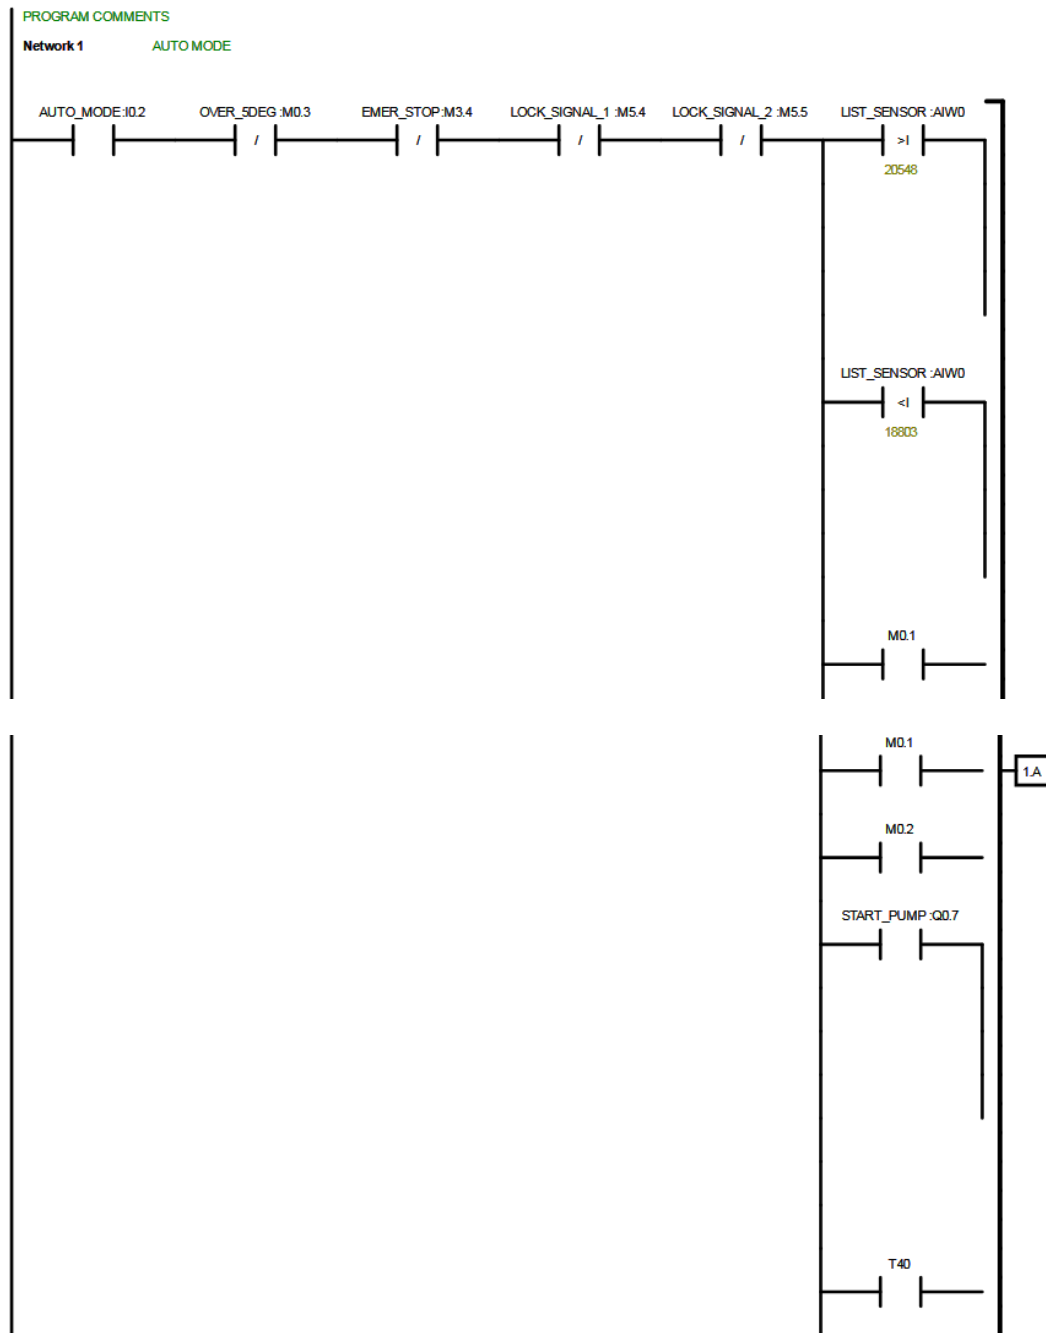 PROGRAM COMMENTS
Network 1 AUTO MODE
AUTO_MODE:I0.2 OVER_5DEG :M0.3 EMER_STOP:M3.4 LOCK_SIGNAL_1 :M5.4 LOCK_SIGNAL_2 :M5.5 LIST_SENSOR :AIW0
/ / / / >I
20548
LIST_SENSOR :AIW0
<I
18803
M0.1
M0.1
1.A
M0.2
START_PUMP :Q0.7
T40